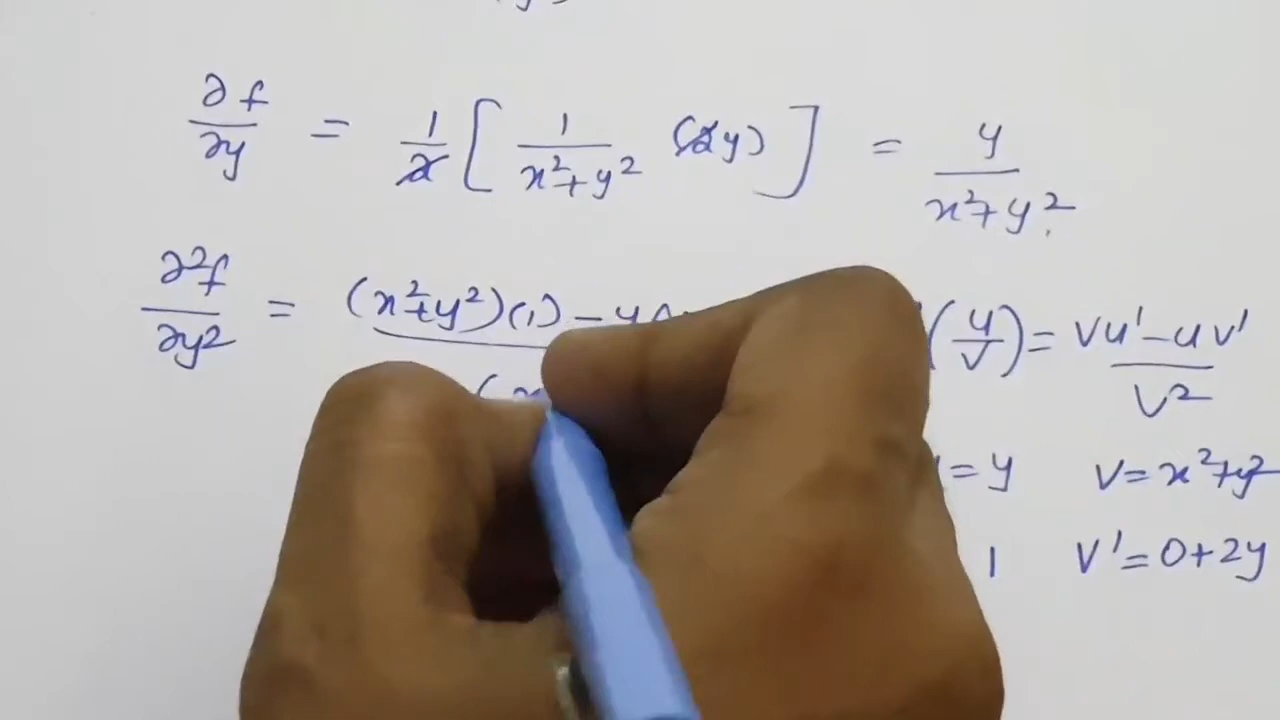 ∂f/∂y = 1/2 [ 1/(x²+y²) (2y) ] = y/(x²+y²)
∂²f/∂y² = (x²+y²)(1) - y
(u/v)' = (vu' - uv')/v²
= y v = x²+y²
1 v' = 0+2y